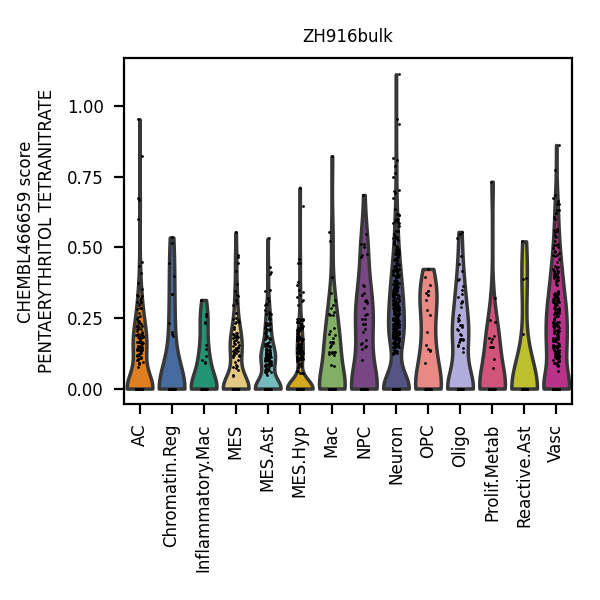 ZH916bulk
CHEMBL466659 score
PENTAERYTHRITOL TETRANITRATE
1.00
0.75
0.50
0.25
0.00
AC
Chromatin.Reg
Inflammatory.Mac
MES
MES.Ast
MES.Hyp
Mac
NPC
Neuron
OPC
Oligo
Prolif.Metab
Reactive.Ast
Vasc